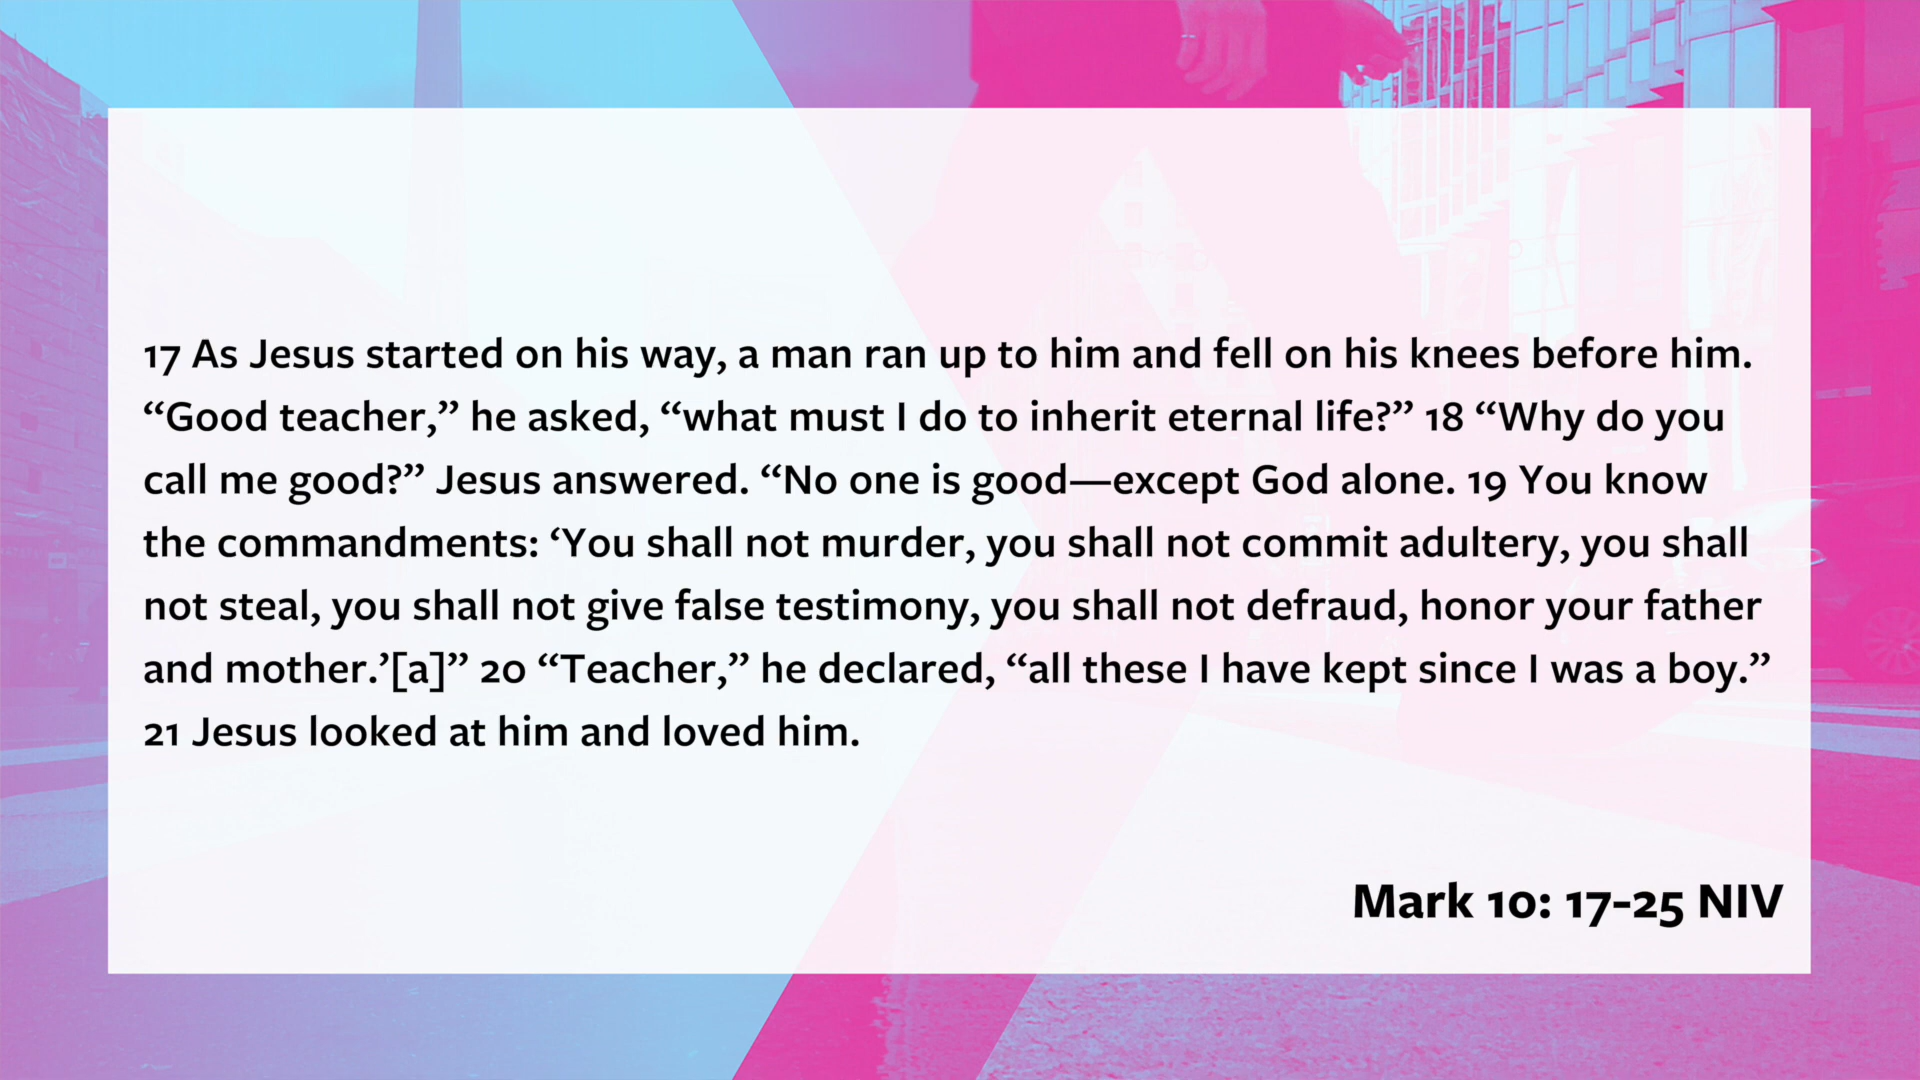 17 As Jesus started on his way, a man ran up to him and fell on his knees before him.
“Good teacher,” he asked, “what must I do to inherit eternal life?” 18 “Why do you
call me good?” Jesus answered. “No one is good—except God alone. 19 You know
the commandments: ‘You shall not murder, you shall not commit adultery, you shall
not steal, you shall not give false testimony, you shall not defraud, honor your father
and mother.’[a]” 20 “Teacher,” he declared, “all these I have kept since I was a boy.”
21 Jesus looked at him and loved him.
Mark 10: 17-25 NIV